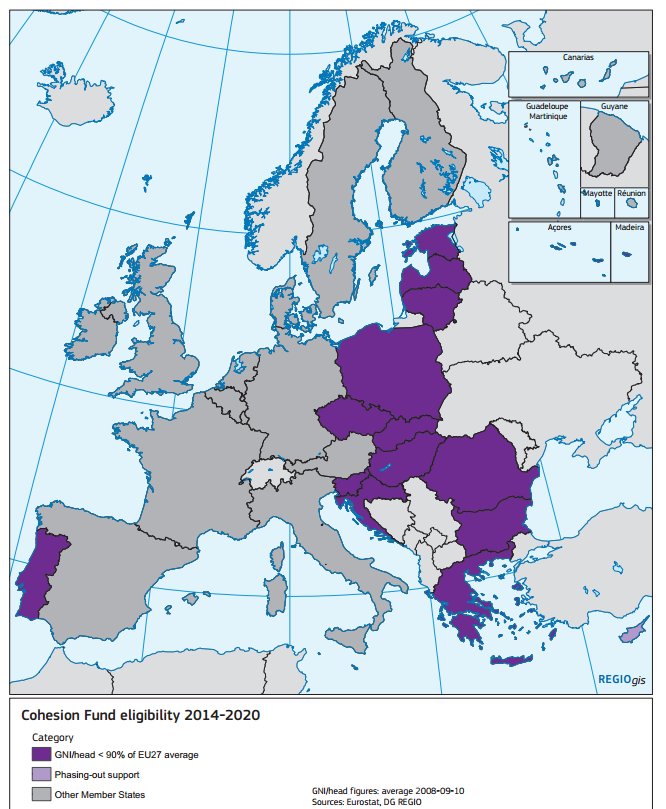 Canarias
Guadeloupe
Martinique
Guyane
Mayotte
Réunion
Açores
Madeira
REGIOgis
Cohesion Fund eligibility 2014-2020
Category
GNI/head < 90% of EU27 average
Phasing-out support
Other Member States
GNI/head figures: average 2008-09-10
Sources: Eurostat, DG REGIO